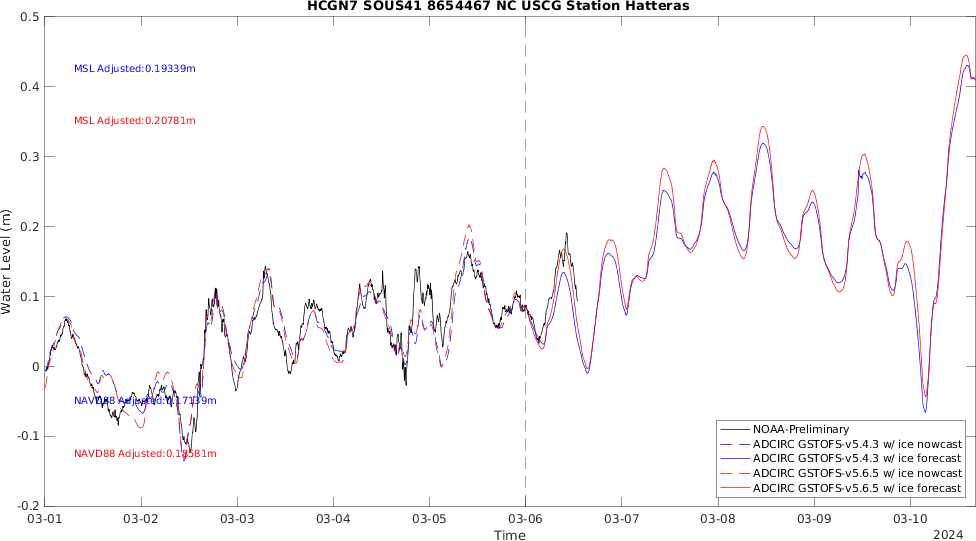 HCGN7 SOUS41 8654467 NC USCG Station Hatteras
0.5
0.4
0.3
0.2
0.1
0
-0.1
-0.2
Water Level (m)
MSL Adjusted:0.19339m
MSL Adjusted:0.20781m
NAVD88 Adjusted:0.17139m
NAVD88 Adjusted:0.18581m
NOAA-Preliminary
ADCIRC GSTOFS-v5.4.3 w/ ice nowcast
ADCIRC GSTOFS-v5.4.3 w/ ice forecast
ADCIRC GSTOFS-v5.6.5 w/ ice nowcast
ADCIRC GSTOFS-v5.6.5 w/ ice forecast
03-01 03-02 03-03 03-04 03-05 03-06 03-07 03-08 03-09 03-10
Time
2024